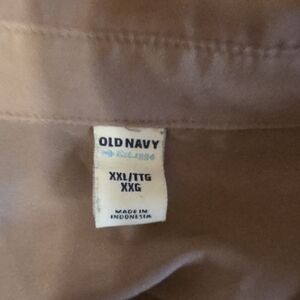 OLD NAVY
EST. 1994
XXL/TTG
XXG
MADE IN
INDONESIA